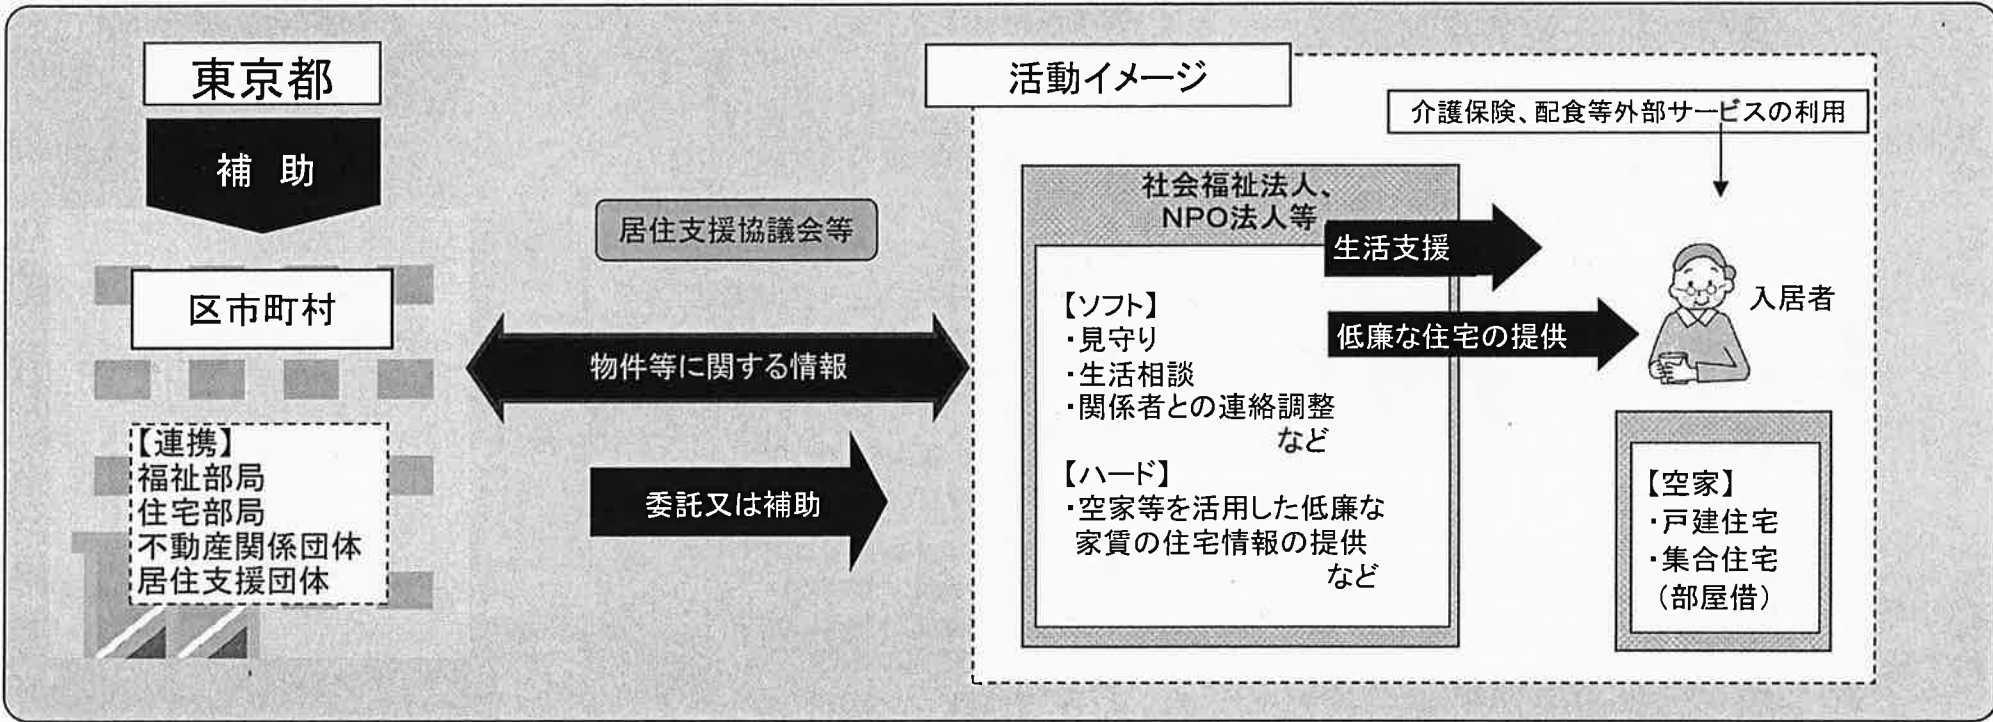 東京都
補 助
区市町村
【連携】
福祉部局
住宅部局
不動産関係団体
居住支援団体
居住支援協議会等
物件等に関する情報
委託又は補助
活動イメージ
介護保険、配食等外部サービスの利用
社会福祉法人、
NPO法人等
生活支援
低廉な住宅の提供
【ソフト】
・見守り
・生活相談
・関係者との連絡調整
など
【ハード】
・空家等を活用した低廉な
家賃の住宅情報の提供
など
入居者
【空家】
・戸建住宅
・集合住宅
（部屋借）